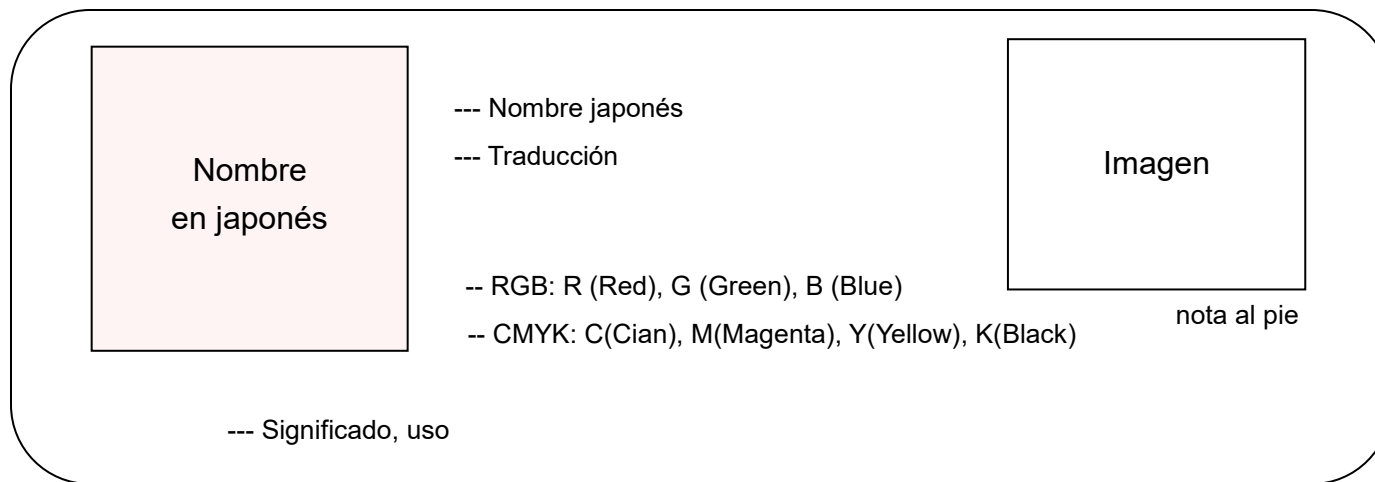 Nombre
en japonés
--- Nombre japonés
--- Traducción
-- RGB: R (Red), G (Green), B (Blue)
-- CMYK: C(Cian), M(Magenta), Y(Yellow), K(Black)
Imagen
nota al pie
--- Significado, uso